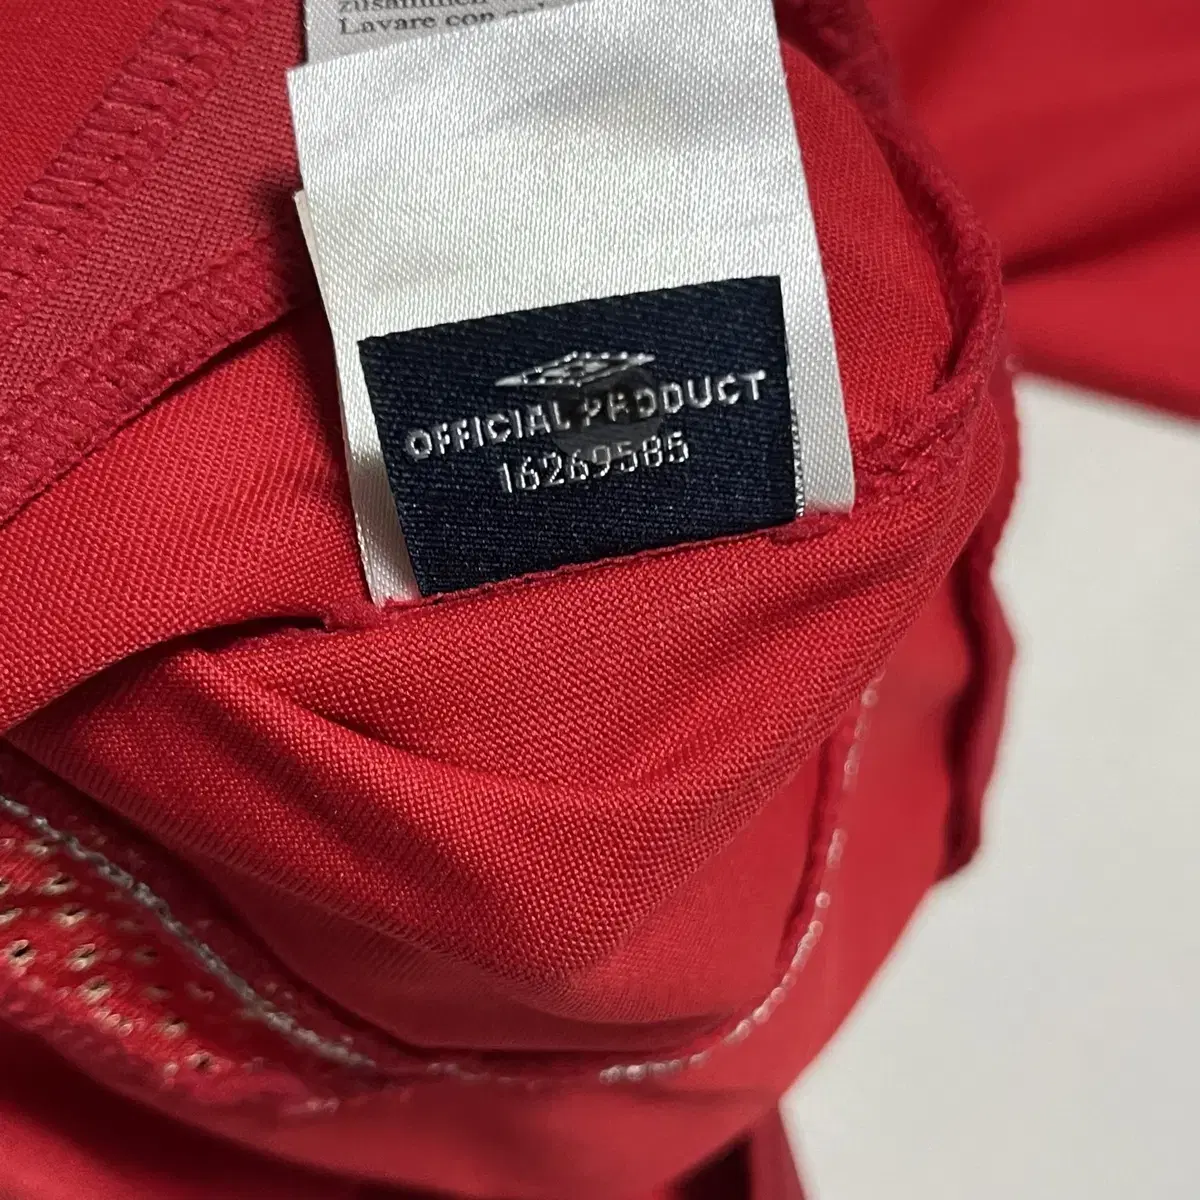 zusammen
Lavare con
OFFICIAL PRODUCT
16269585